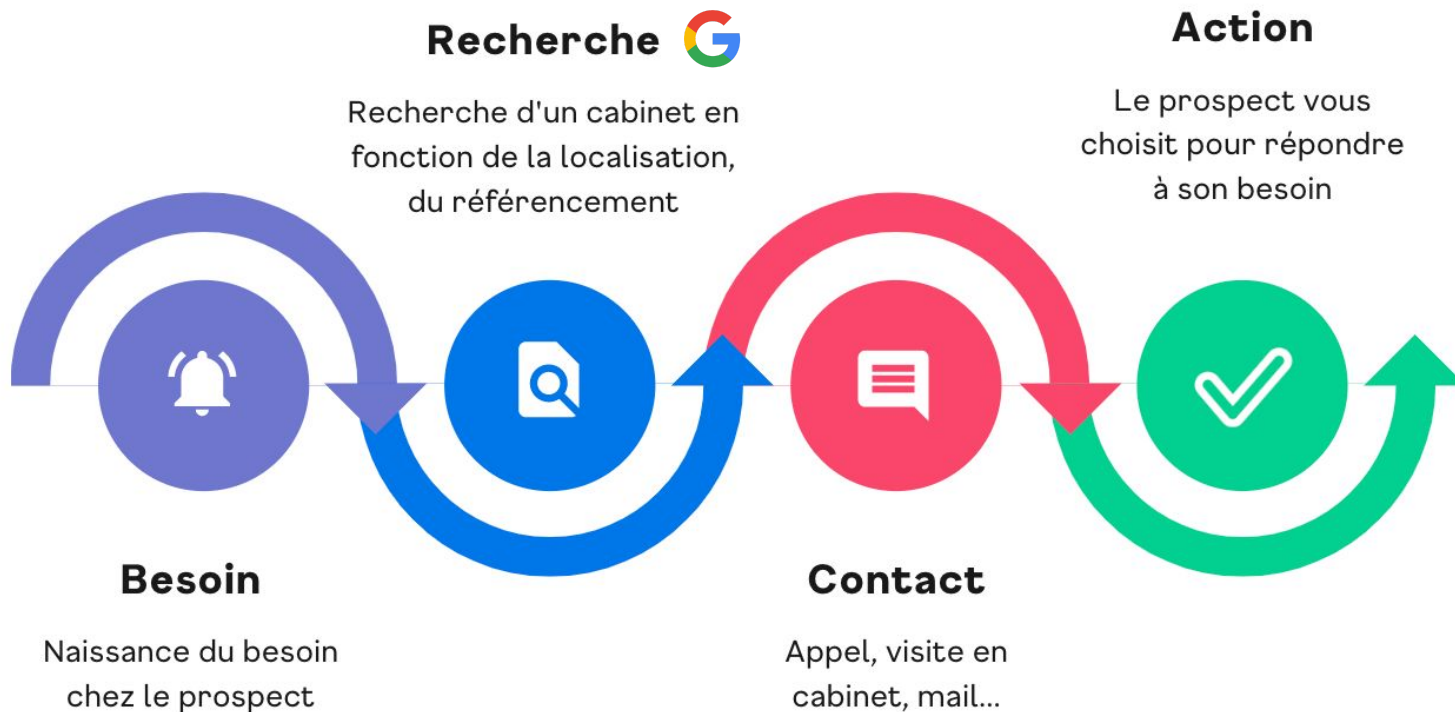 Besoin
Naissance du besoin
chez le prospect
Recherche
Recherche d'un cabinet en
fonction de la localisation,
du référencement
Contact
Appel, visite en
cabinet, mail...
Action
Le prospect vous
choisit pour répondre
à son besoin